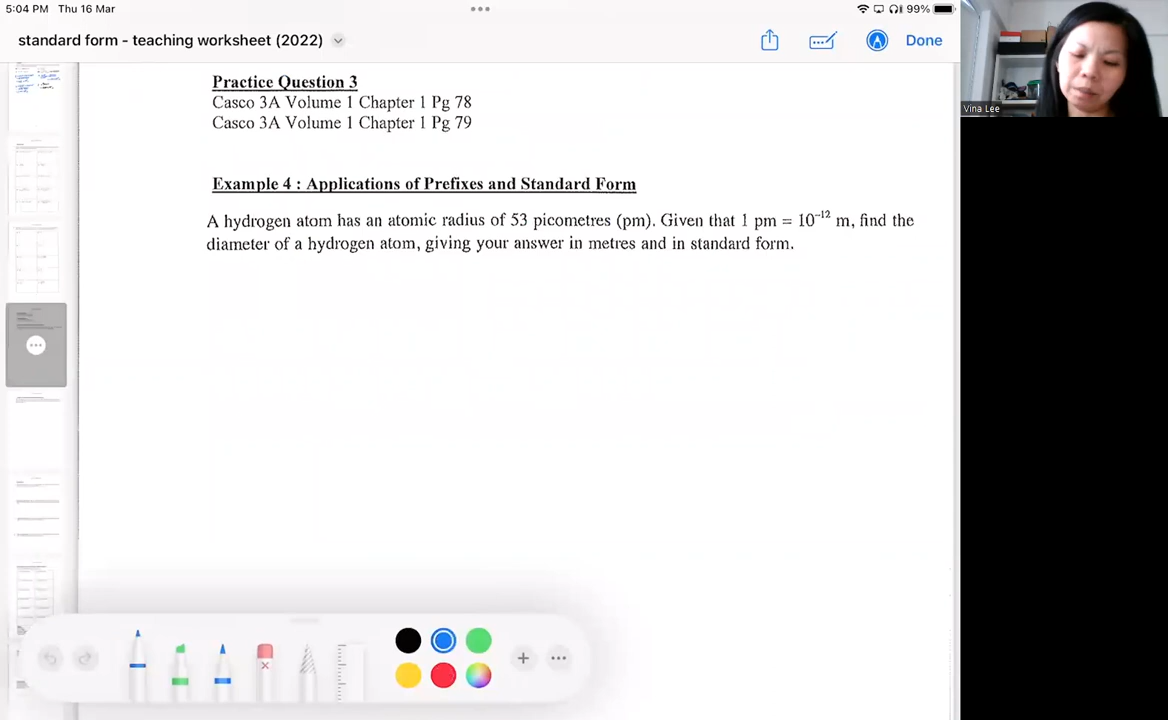 5:04 PM Thu 16 Mar
99%
standard form - teaching worksheet (2022)
Done
Vina Lee
Practice Question 3
Casco 3A Volume 1 Chapter 1 Pg 78
Casco 3A Volume 1 Chapter 1 Pg 79
Example 4 : Applications of Prefixes and Standard Form
A hydrogen atom has an atomic radius of 53 picometres (pm). Given that 1 pm = 10⁻¹² m, find the
diameter of a hydrogen atom, giving your answer in metres and in standard form.